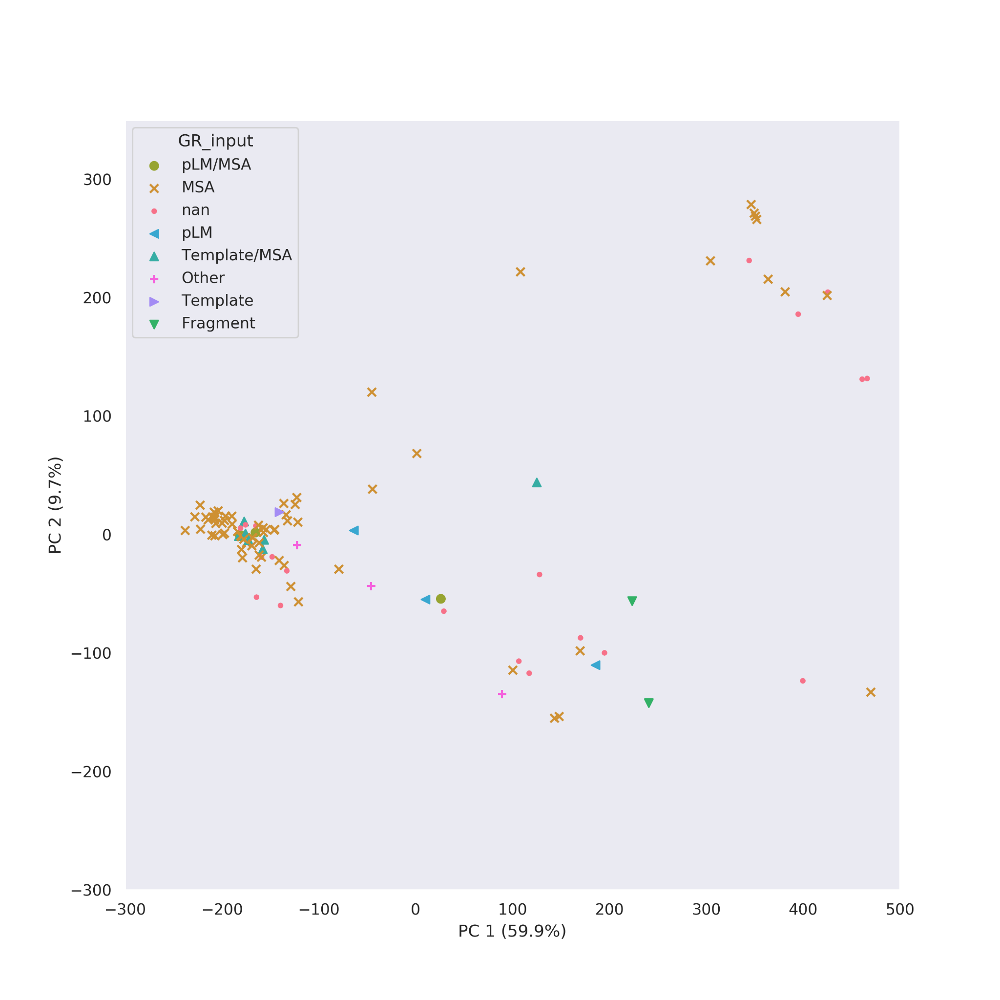 GR_input
pLM/MSA
MSA
nan
pLM
Template/MSA
Other
Template
Fragment
300
200
100
0
−100
−200
−300
PC 2 (9.7%)
−300 −200 −100 0 100 200 300 400 500
PC 1 (59.9%)